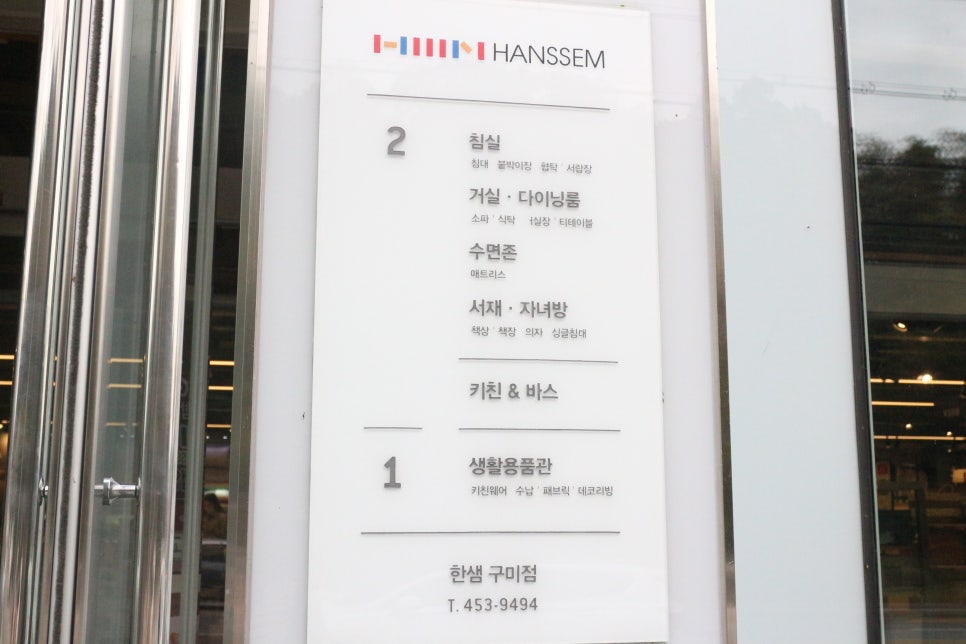 HANSSEM
2
침실
침대 붙박이장 협탁 서랍장
거실 · 다이닝룸
소파 식탁 실장 티테이블
수면존
매트리스
서재 · 자녀방
책상 책장 의자 싱글침대
키친 & 바스
1
생활용품관
키친웨어 수납 패브릭 데코리빙
한샘 구미점
T. 453-9494